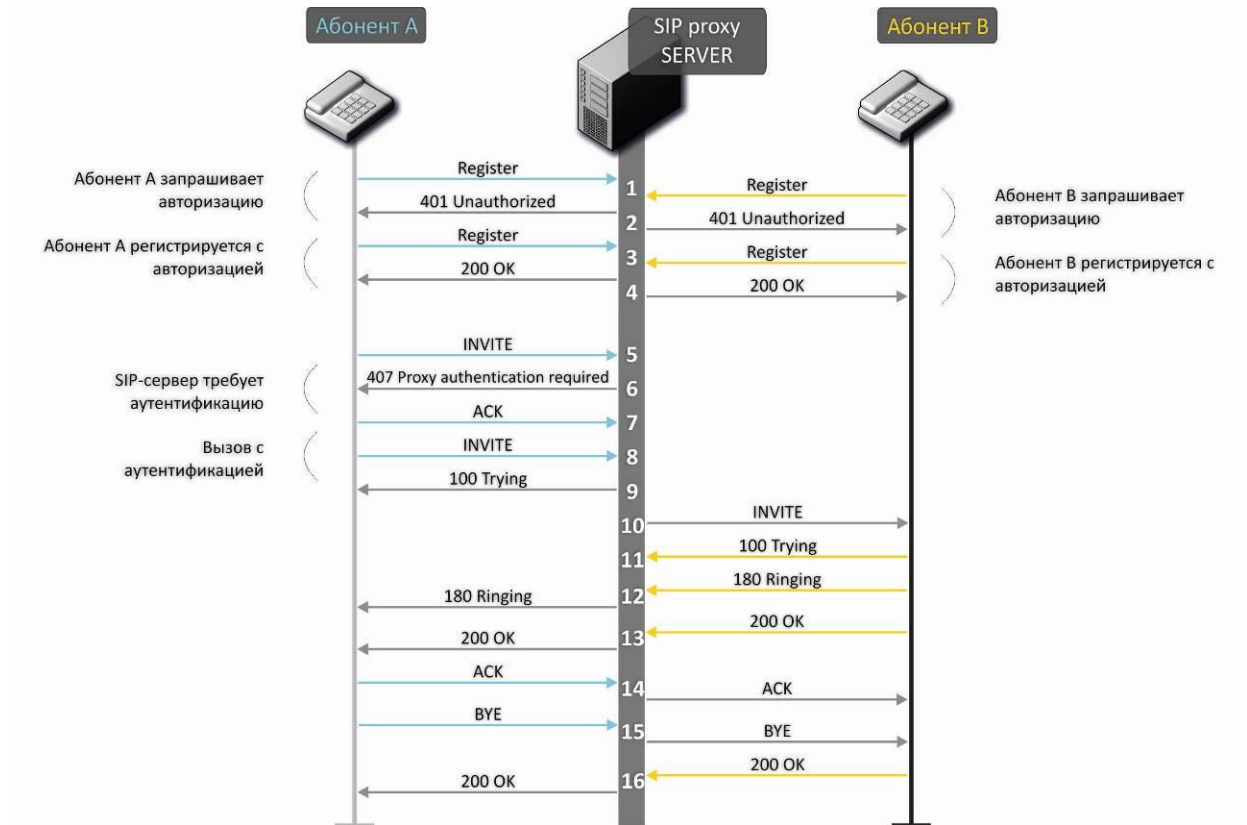 Абонент A
SIP proxy
SERVER
Абонент B
Абонент А запрашивает
авторизацию
Register
1
Register
Абонент B запрашивает
авторизацию
401 Unauthorized
2
401 Unauthorized
Абонент А регистрируется с
авторизацией
Register
3
Register
Абонент B регистрируется с
авторизацией
200 OK
4
200 OK
INVITE
5
SIP-сервер требует
аутентификацию
407 Proxy authentication required
6
ACK
7
Вызов с
аутентификацией
INVITE
8
100 Trying
9
10
INVITE
11
100 Trying
180 Ringing
12
180 Ringing
200 OK
13
200 OK
ACK
14
ACK
BYE
15
BYE
200 OK
16
200 OK